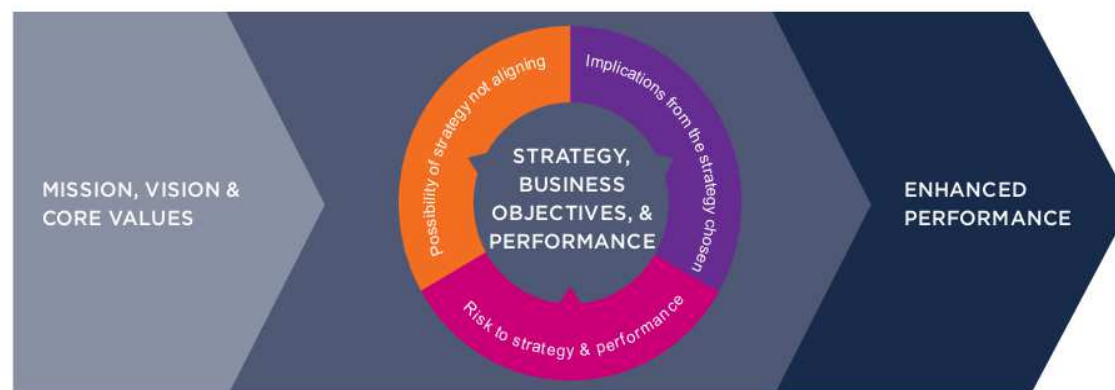 MISSION, VISION &
CORE VALUES
Possibility of strategy not aligning
Implications from the strategy chosen
Risk to strategy & performance
STRATEGY,
BUSINESS
OBJECTIVES, &
PERFORMANCE
ENHANCED
PERFORMANCE